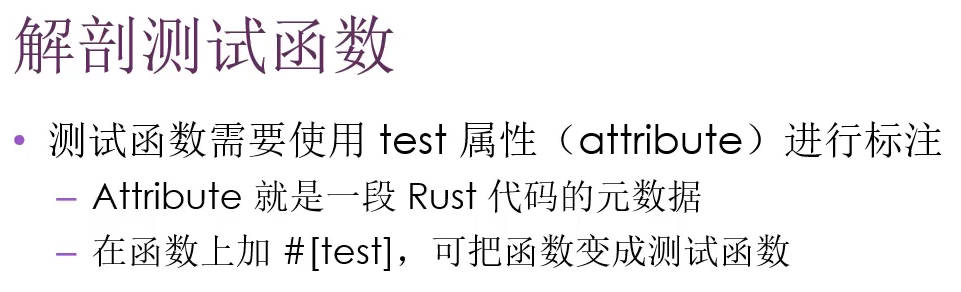 解剖测试函数
• 测试函数需要使用 test 属性（attribute）进行标注
– Attribute 就是一段 Rust 代码的元数据
– 在函数上加 #[test]，可把函数变成测试函数